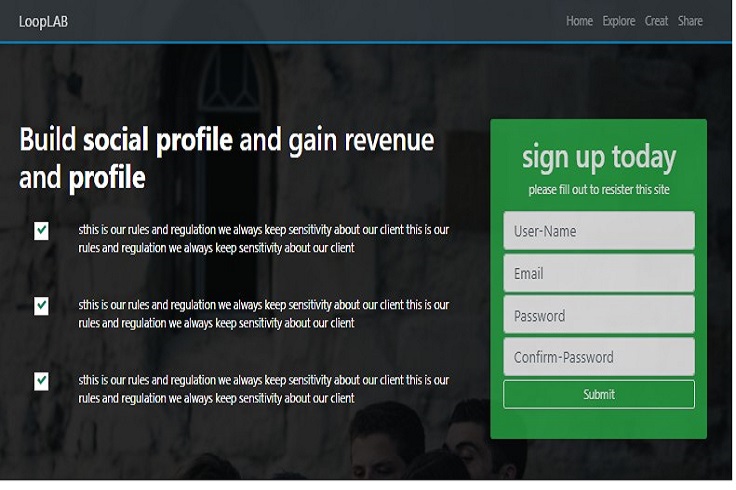 LoopLAB
Home Explore Creat Share
Build social profile and gain revenue
and profile
sthis is our rules and regulation we always keep sensitivity about our client this is our
rules and regulation we always keep sensitivity about our client
sthis is our rules and regulation we always keep sensitivity about our client this is our
rules and regulation we always keep sensitivity about our client
sthis is our rules and regulation we always keep sensitivity about our client this is our
rules and regulation we always keep sensitivity about our client
sign up today
please fill out to resister this site
User-Name
Email
Password
Confirm-Password
Submit